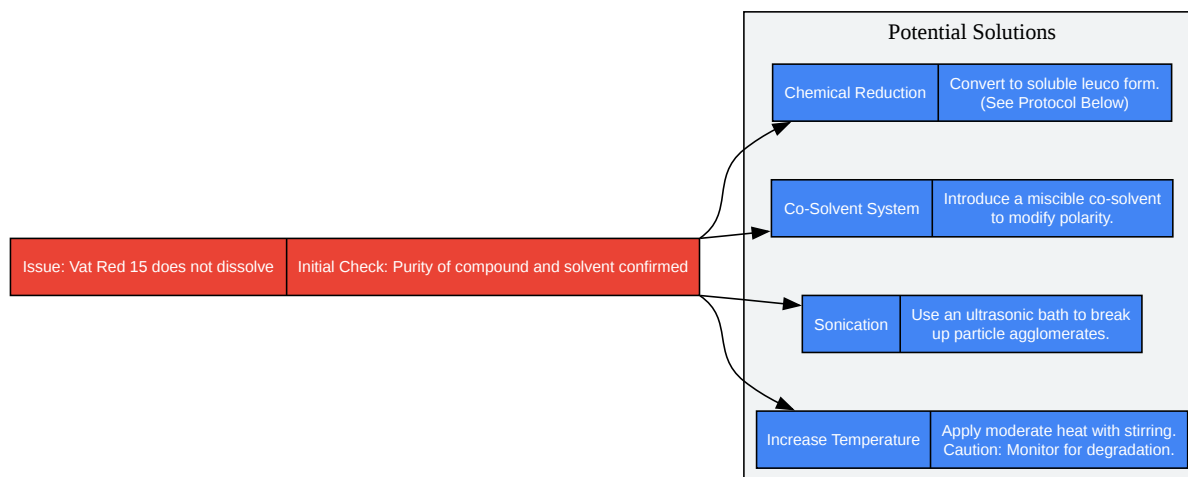 Potential Solutions
Chemical Reduction
Convert to soluble leuco form.
(See Protocol Below)
Co-Solvent System
Introduce a miscible co-solvent
to modify polarity.
Issue: Vat Red 15 does not dissolve
Initial Check: Purity of compound and solvent confirmed
Sonication
Use an ultrasonic bath to break
up particle agglomerates.
Increase Temperature
Apply moderate heat with stirring.
Caution: Monitor for degradation.